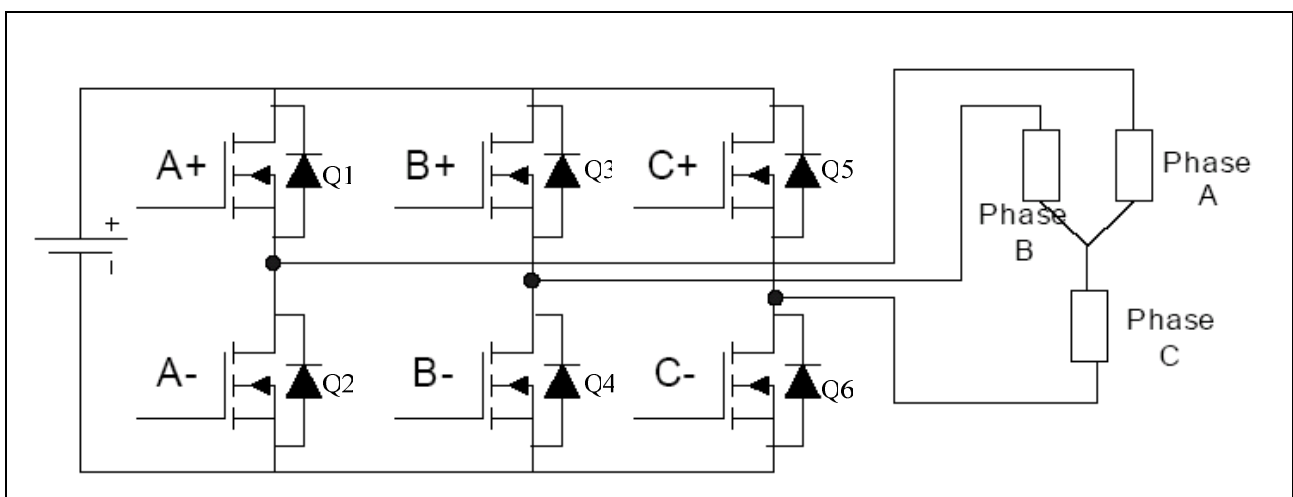 A+
Q1
B+
Q3
C+
Q5
Phase
A
Phase
B
+
A-
Q2
B-
Q4
C-
Q6
Phase
C